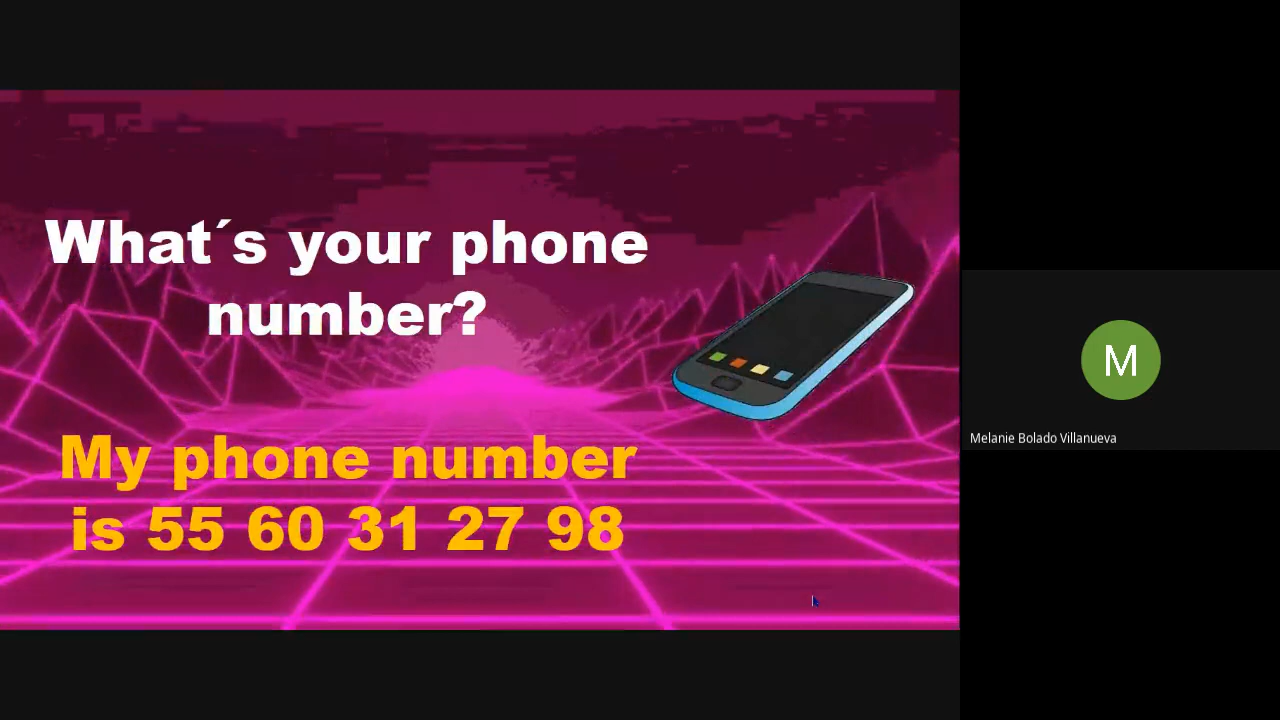 What´s your phone
number?
My phone number
is 55 60 31 27 98
M
Melanie Bolado Villanueva